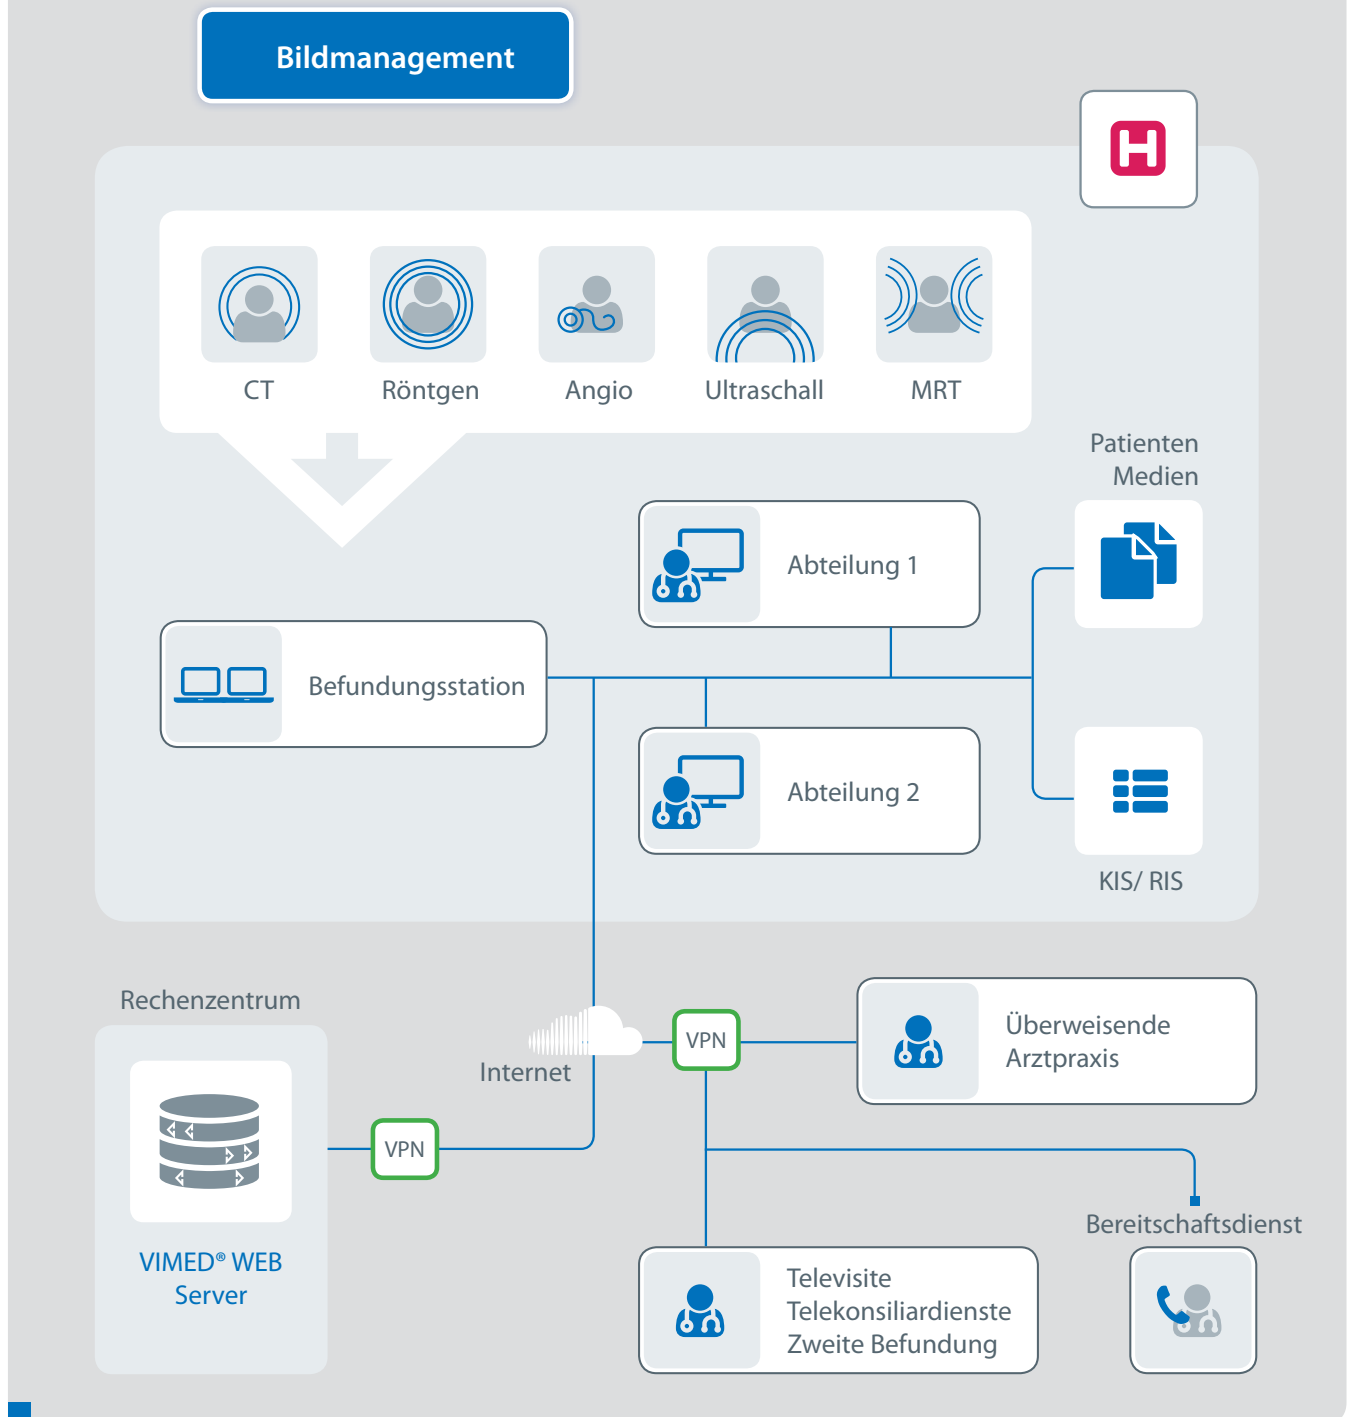 Bildmanagement
H
CT
Röntgen
Angio
Ultraschall
MRT
Patienten
Medien
Abteilung 1
Befundungsstation
Abteilung 2
KIS/ RIS
Rechenzentrum
Internet
VPN
Überweisende
Arztpraxis
VPN
VIMED® WEB
Server
Bereitschaftsdienst
Televisite
Telekonsiliardienste
Zweite Befundung